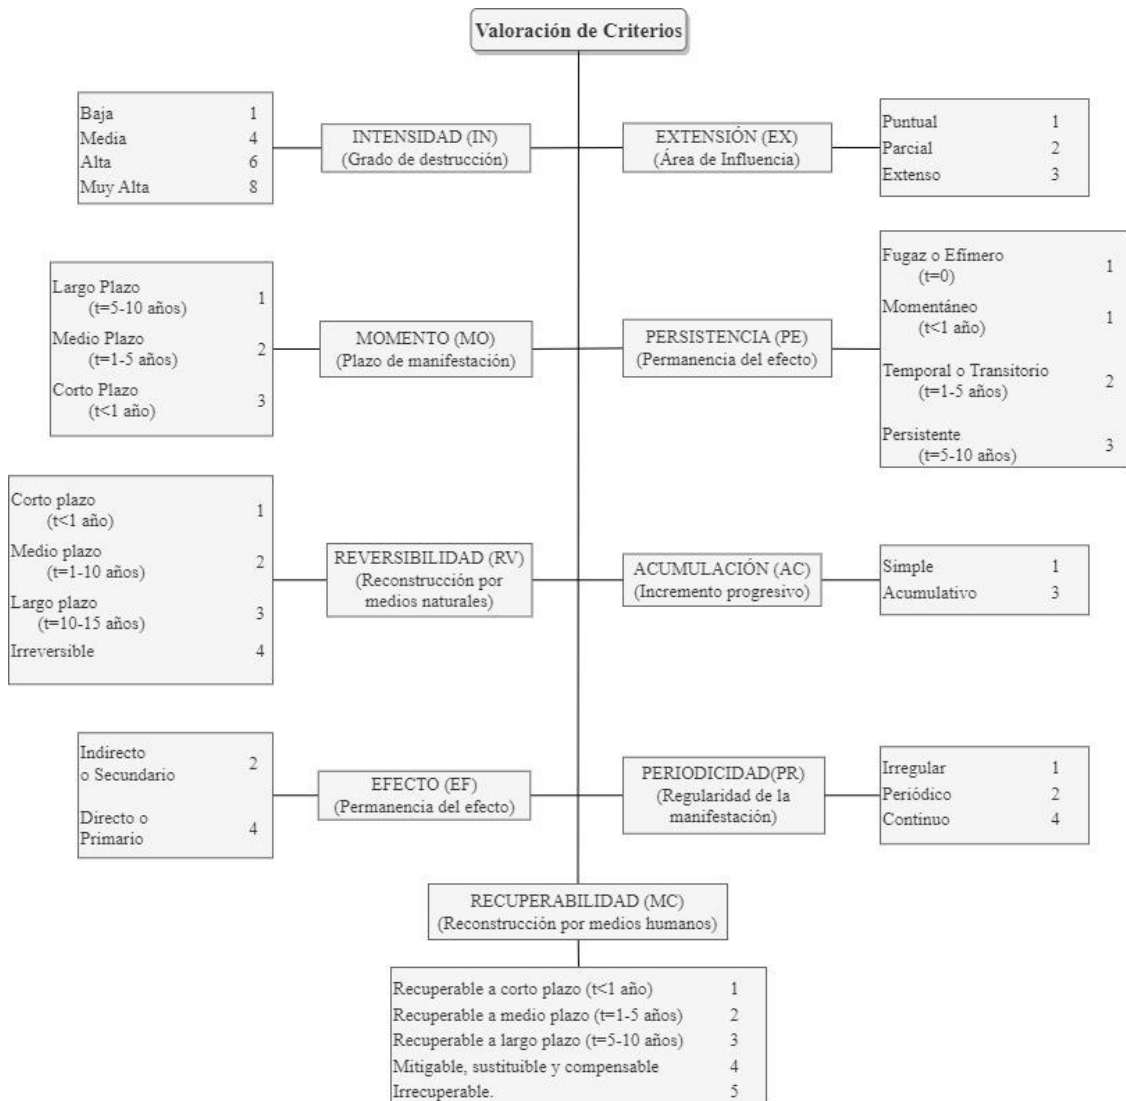 Valoración de Criterios
Baja 1
Media 4
Alta 6
Muy Alta 8
INTENSIDAD (IN)
(Grado de destrucción)
EXTENSIÓN (EX)
(Área de Influencia)
Puntual 1
Parcial 2
Extenso 3
Largo Plazo
(t=5-10 años) 1
Medio Plazo
(t=1-5 años) 2
Corto Plazo
(t<1 año) 3
MOMENTO (MO)
(Plazo de manifestación)
PERSISTENCIA (PE)
(Permanencia del efecto)
Fugaz o Efímero
(t=0) 1
Momentáneo
(t<1 año) 1
Temporal o Transitorio
(t=1-5 años) 2
Persistente
(t=5-10 años) 3
Corto plazo
(t<1 año) 1
Medio plazo
(t=1-10 años) 2
Largo plazo
(t=10-15 años) 3
Irreversible 4
REVERSIBILIDAD (RV)
(Reconstrucción por
medios naturales)
ACUMULACIÓN (AC)
(Incremento progresivo)
Simple 1
Acumulativo 3
Indirecto
o Secundario 2
Directo o
Primario 4
EFECTO (EF)
(Permanencia del efecto)
PERIODICIDAD(PR)
(Regularidad de la
manifestación)
Irregular 1
Periódico 2
Continuo 4
RECUPERABILIDAD (MC)
(Reconstrucción por medios humanos)
Recuperable a corto plazo (t<1 año) 1
Recuperable a medio plazo (t=1-5 años) 2
Recuperable a largo plazo (t=5-10 años) 3
Mitigable, sustituible y compensable 4
Irrecuperable. 5